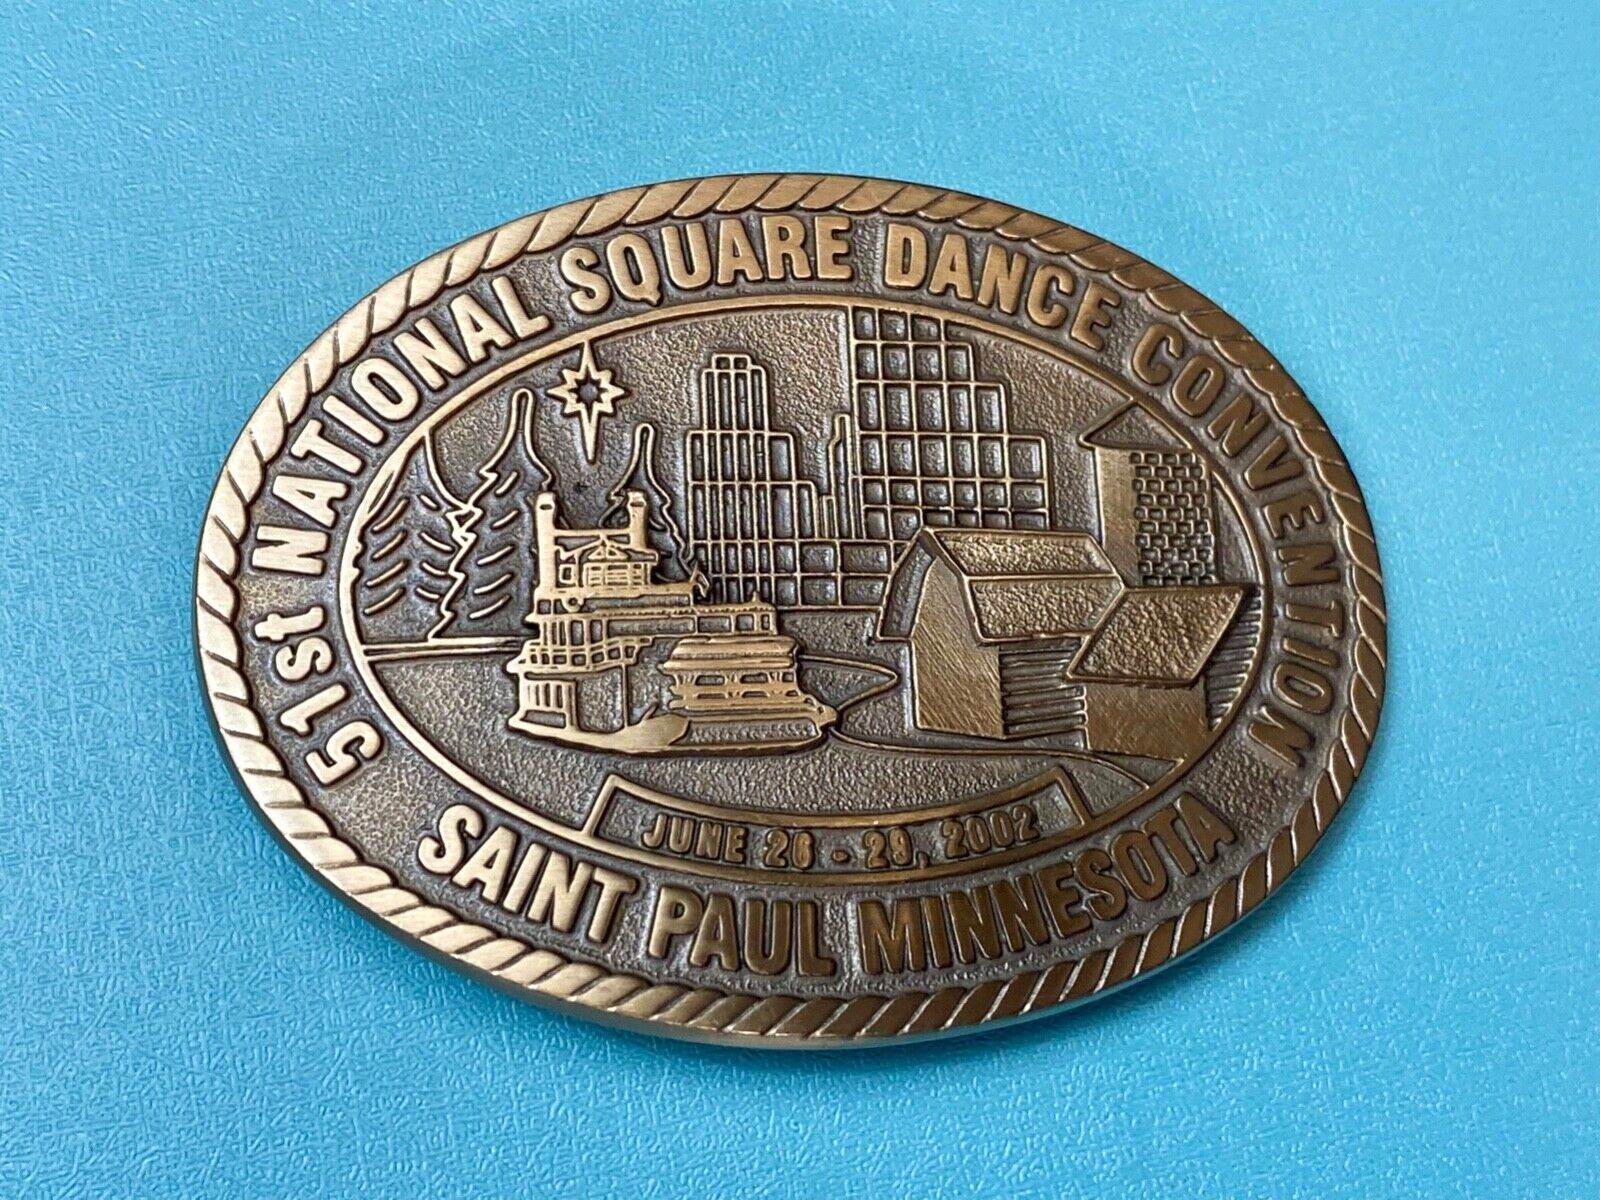 51st NATIONAL SQUARE DANCE CONVENTION
JUNE 26 - 29, 2002
SAINT PAUL MINNESOTA